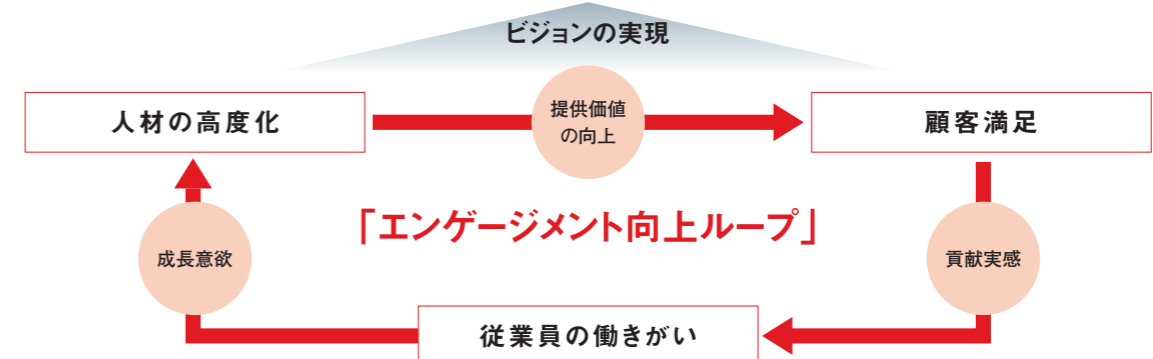 ビジョンの実現
人材の高度化
提供価値
の向上
顧客満足
「エンゲージメント向上ループ」
成長意欲
貢献実感
従業員の働きがい